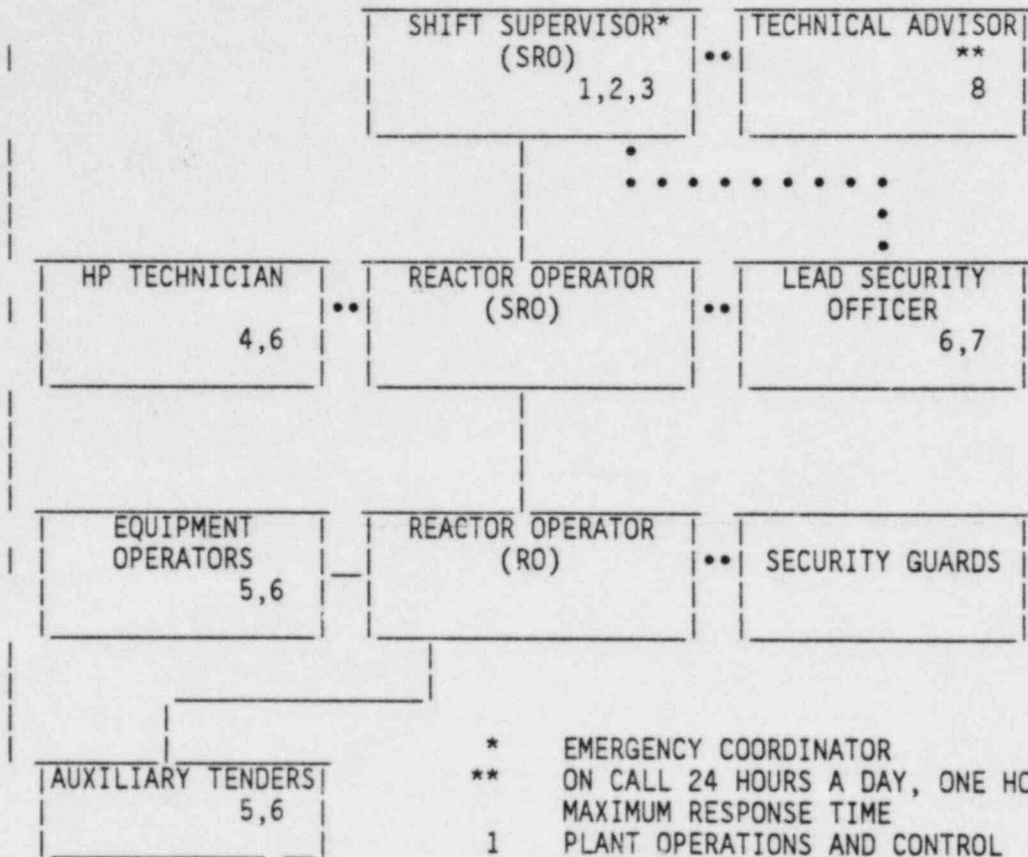 SHIFT SUPERVISOR* •• TECHNICAL ADVISOR
(SRO) **
1,2,3 8
HP TECHNICIAN •• REACTOR OPERATOR •• LEAD SECURITY
(SRO) OFFICER
4,6 6,7
EQUIPMENT REACTOR OPERATOR
OPERATORS (RO) •• SECURITY GUARDS
5,6
AUXILIARY TENDERS
5,6
* EMERGENCY COORDINATOR
** ON CALL 24 HOURS A DAY, ONE
MAXIMUM RESPONSE TIME
1 PLANT OPERATIONS AND CONTROL